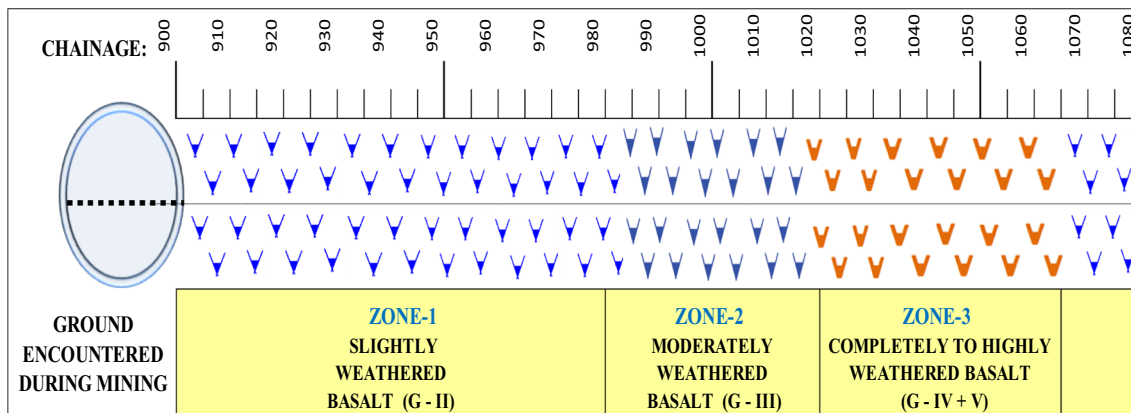 CHAINAGE:
900
910
920
930
940
950
960
970
980
990
1000
1010
1020
1030
1040
1050
1060
1070
1080
GROUND
ENCOUNTERED
DURING MINING
ZONE-1
SLIGHTLY
WEATHERED
BASALT (G - II)
ZONE-2
MODERATELY
WEATHERED
BASALT (G - III)
ZONE-3
COMPLETELY TO HIGHLY
WEATHERED BASALT
(G - IV + V)